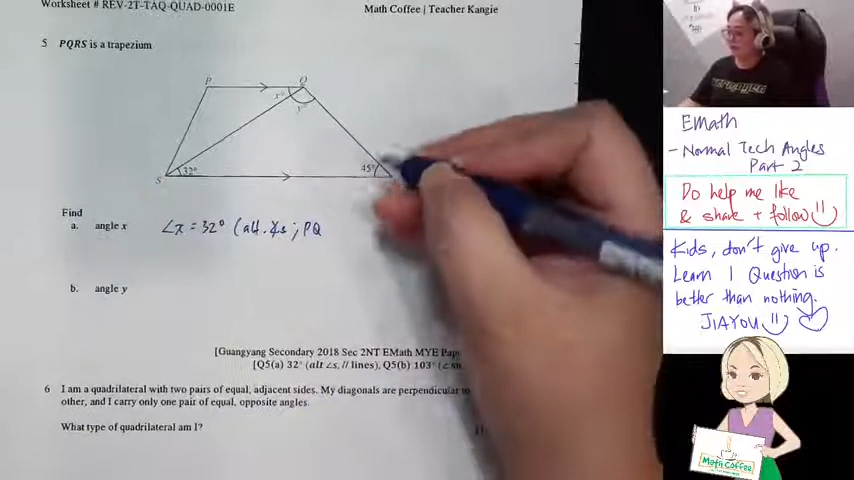 Worksheet # REV-2T-TAQ-QUAD-0001E
Math Coffee | Teacher Kangie
5 PQRS is a trapezium
P
Q
x°
y°
S
32°
45°
Find
a. angle x
∠x = 32° (alt. ∠s ; PQ
b. angle y
[Guangyang Secondary 2018 Sec 2NT EMath MYE Pap
[Q5(a) 32° (alt ∠s, // lines), Q5(b) 103° (∠ su
6 I am a quadrilateral with two pairs of equal, adjacent sides. My diagonals are perpendicular to
other, and I carry only one pair of equal, opposite angles.
What type of quadrilateral am I?
EMath
- Normal Tech Angles
Part 2
Do help me like
& share + follow
Kids, don't give up.
Learn 1 Question is
better than nothing.
JIAYOU
Math Coffee